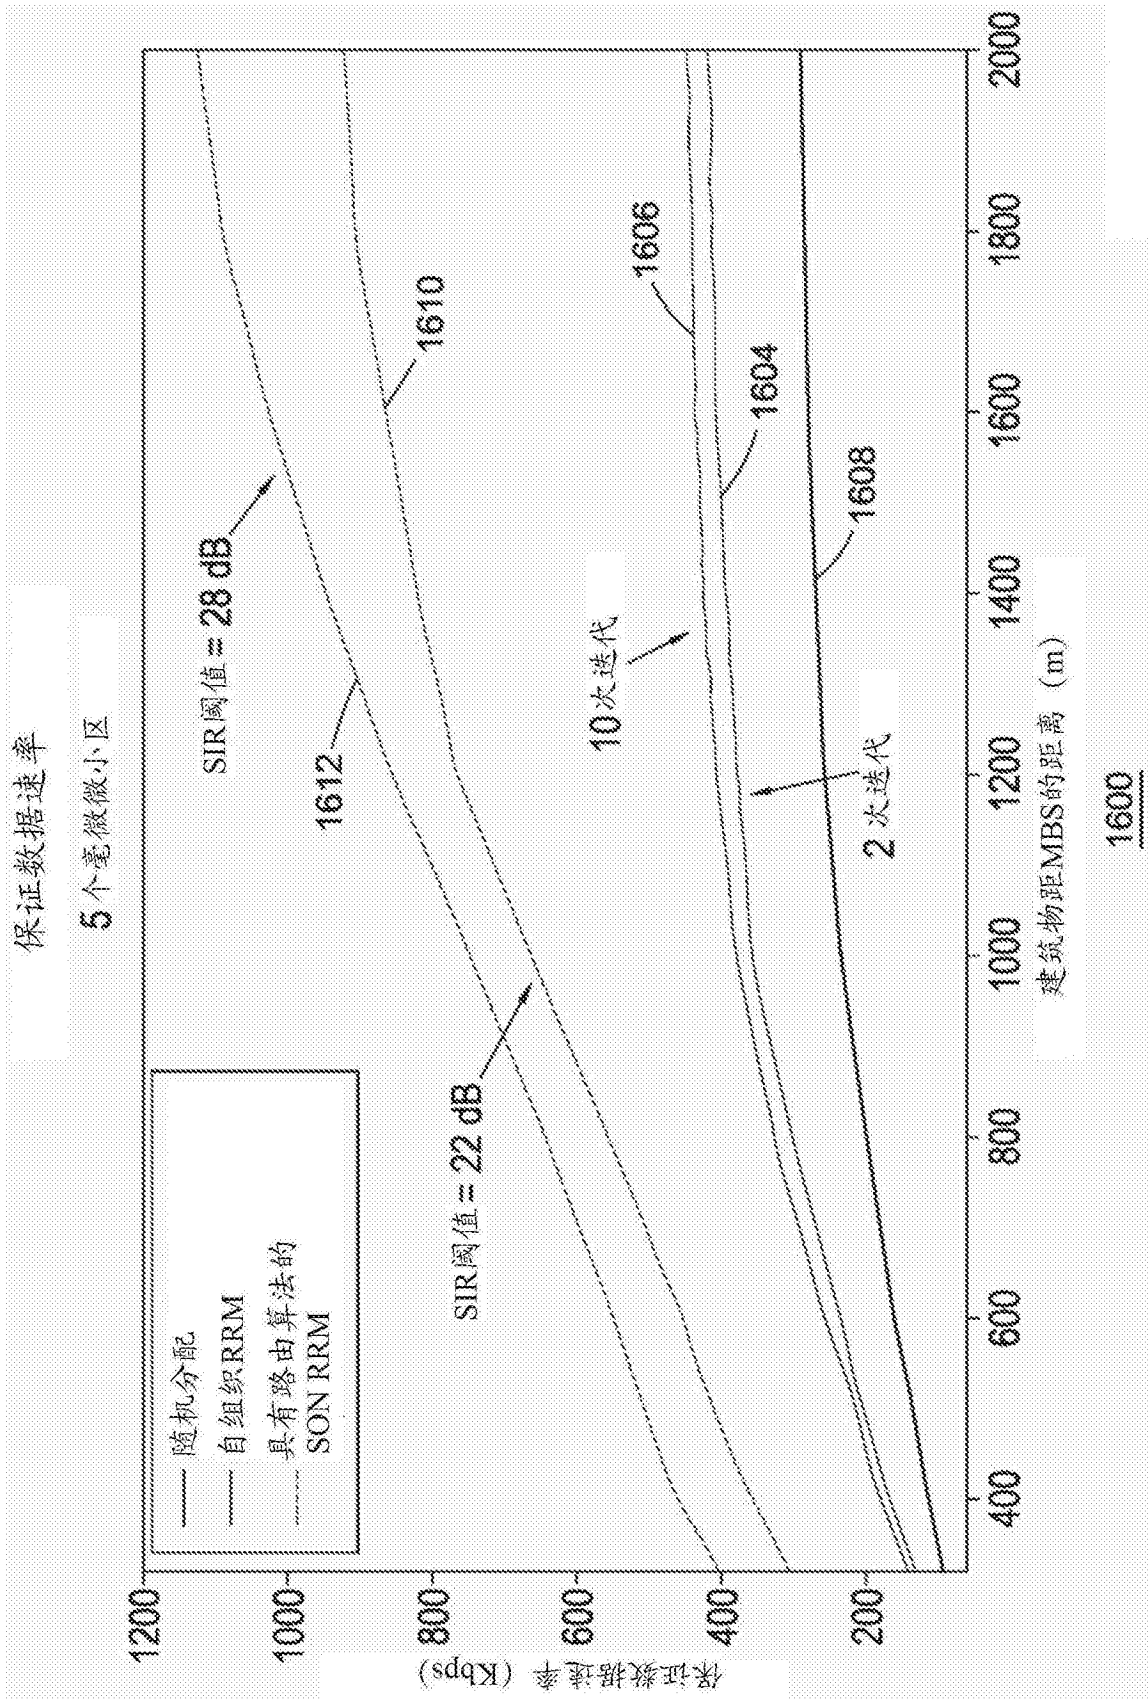 保证数据速率
5个毫微微小区
随机分配
自组织RRM
具有路由算法的
SON RRM
SIR阈值 = 28 dB
1612
1610
SIR阈值 = 22 dB
10次迭代
1606
1604
2次迭代
1608
保证数据速率 (Kbps)
1200
1000
800
600
400
200
400
600
800
1000
1200
1400
1600
1800
2000
建筑物距MBS的距离 (m)
1600